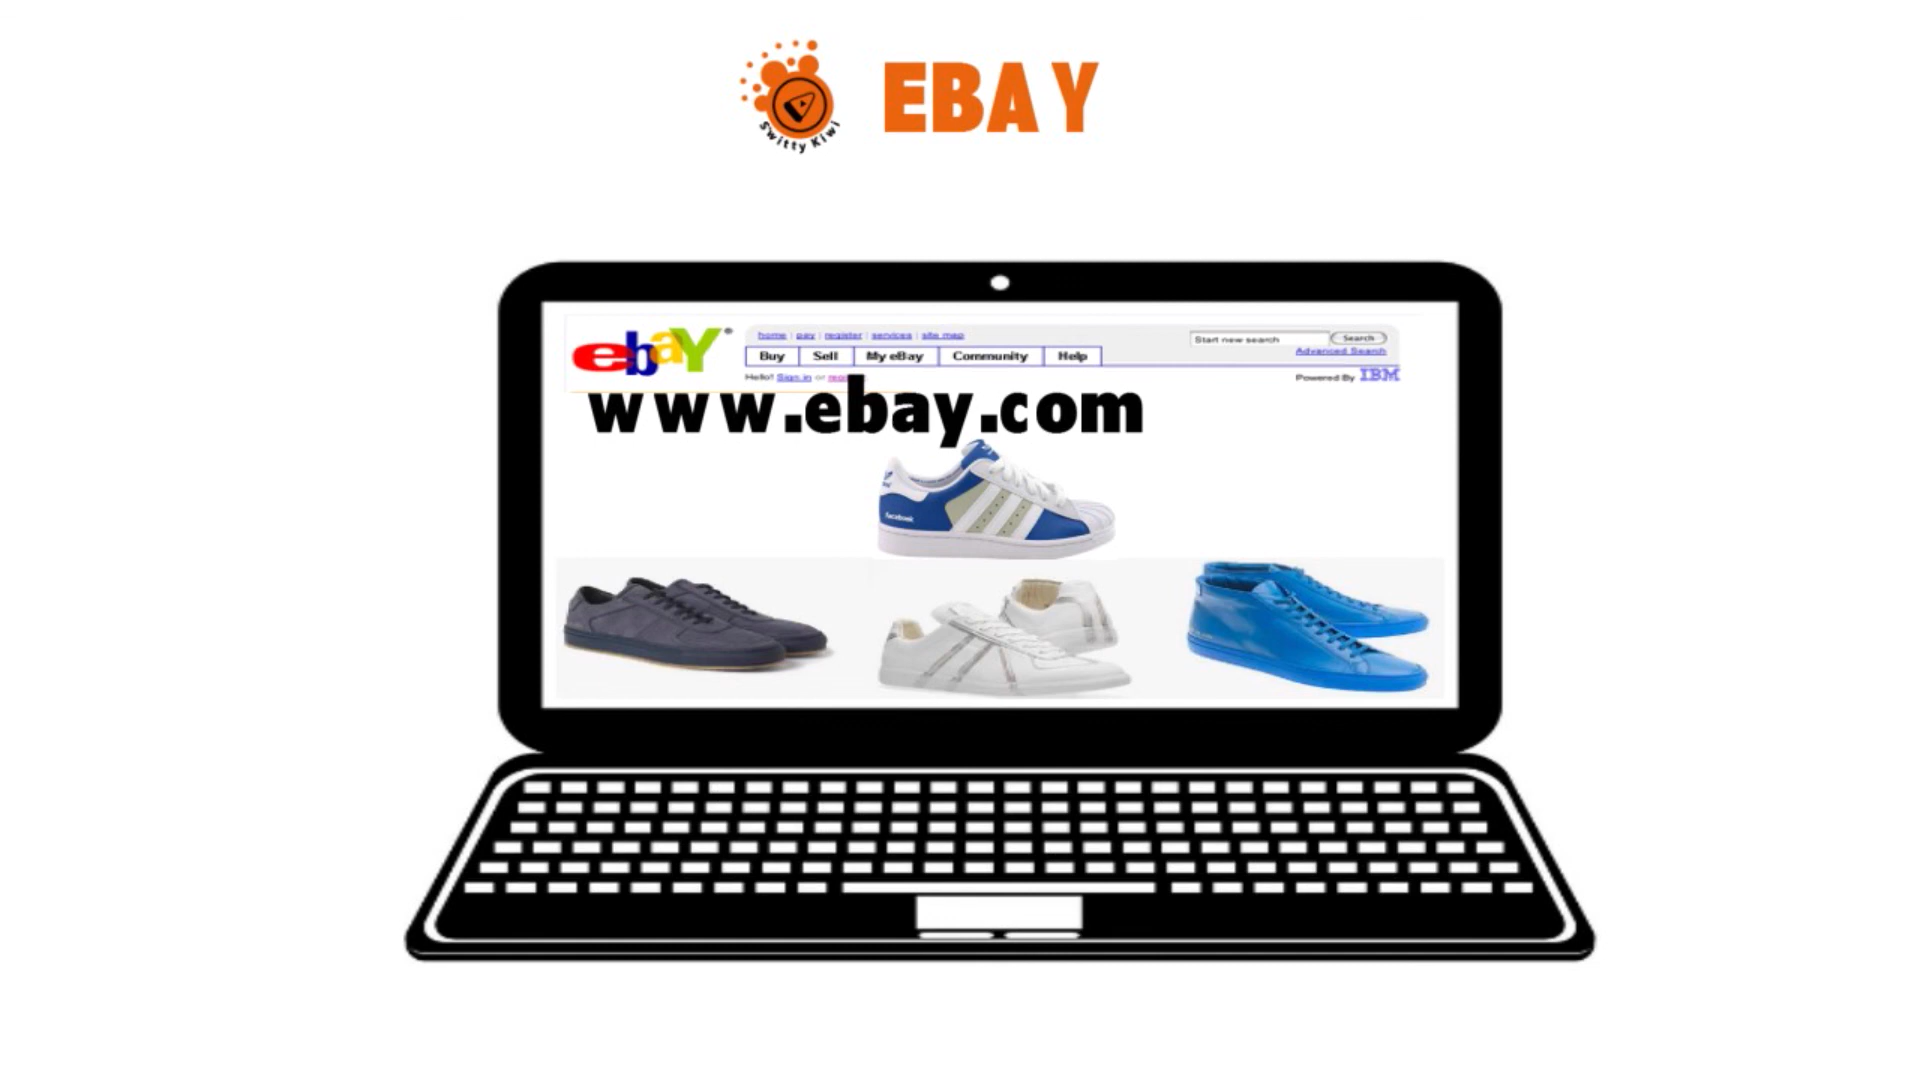 Switty Kiwi
EBAY
ebaY®
home | pay | register | services | site map
Start new search Search
Buy Sell My eBay Community Help
Advanced Search
Hello! Sign in or
Powered By IBM
www.ebay.com
facebook